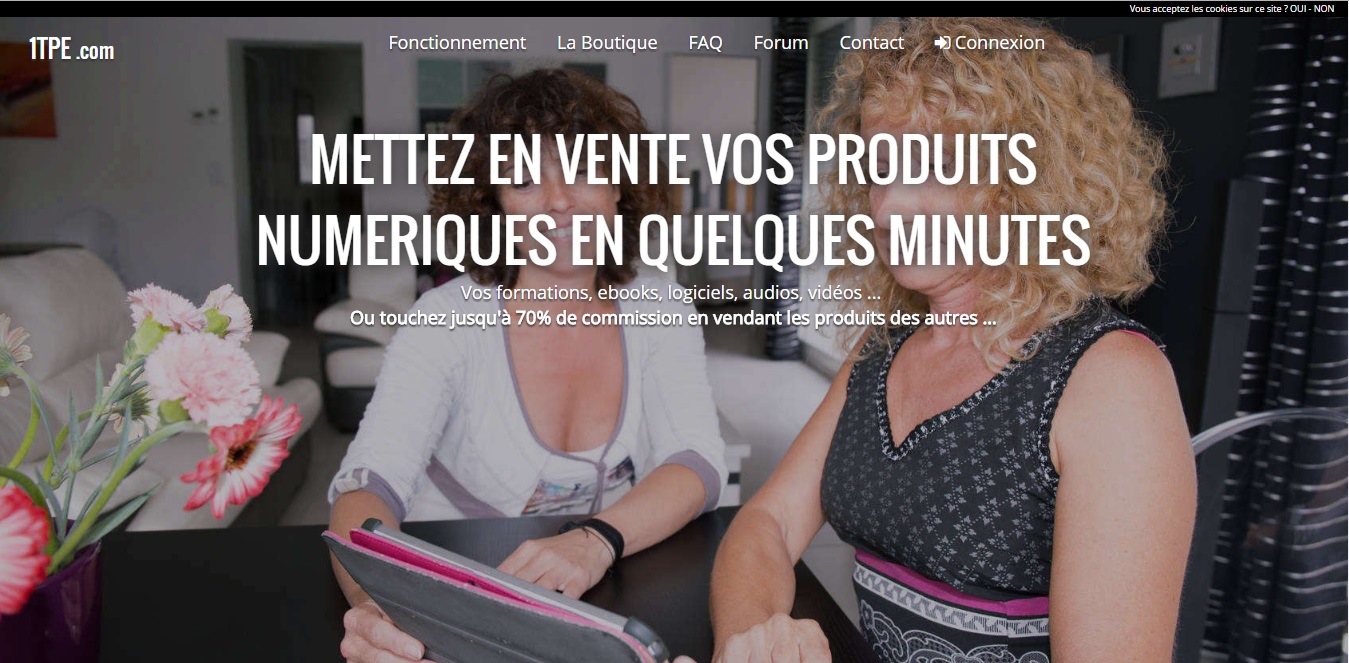 Vous acceptez les cookies sur ce site ? OUI - NON
1TPE .com
Fonctionnement La Boutique FAQ Forum Contact Connexion
METTEZ EN VENTE VOS PRODUITS
NUMERIQUES EN QUELQUES MINUTES
Vos formations, ebooks, logiciels, audios, vidéos ...
Ou touchez jusqu'à 70% de commission en vendant les produits des autres ...